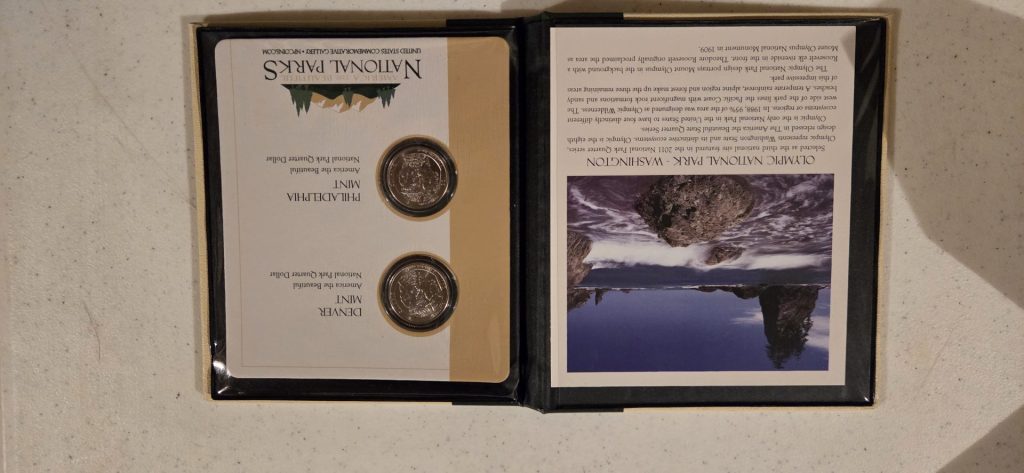 OLYMPIC NATIONAL PARK - WASHINGTON
Selected as the third national site featured in the 2011 National Park Quarter series,
Olympic represents Washington State and its distinctive ecosystems. Olympic is the eighth
design released in The America the Beautiful State Quarter Series.
Olympic is the only National Park in the United States to have four distinctly different
ecosystems or regions. In 1988, 95% of the area was designated as Olympic Wilderness. The
west side of the park lines the Pacific Coast with magnificent rock formations and sandy
beaches. A temperate rainforest, alpine region and forest make up the three remaining areas
of this impressive park.
The Olympic National Park design portrays Mount Olympus in the background with a
Roosevelt elk riverside in the front. Theodore Roosevelt originally proclaimed the area as
Mount Olympus National Monument in 1909.
DENVER
MINT
America the Beautiful
National Park Quarter Dollar
PHILADELPHIA
MINT
America the Beautiful
National Park Quarter Dollar
AMERICA THE BEAUTIFUL
NATIONAL PARKS
UNITED STATES COMMEMORATIVE GALLERY • NPCOINS.COM